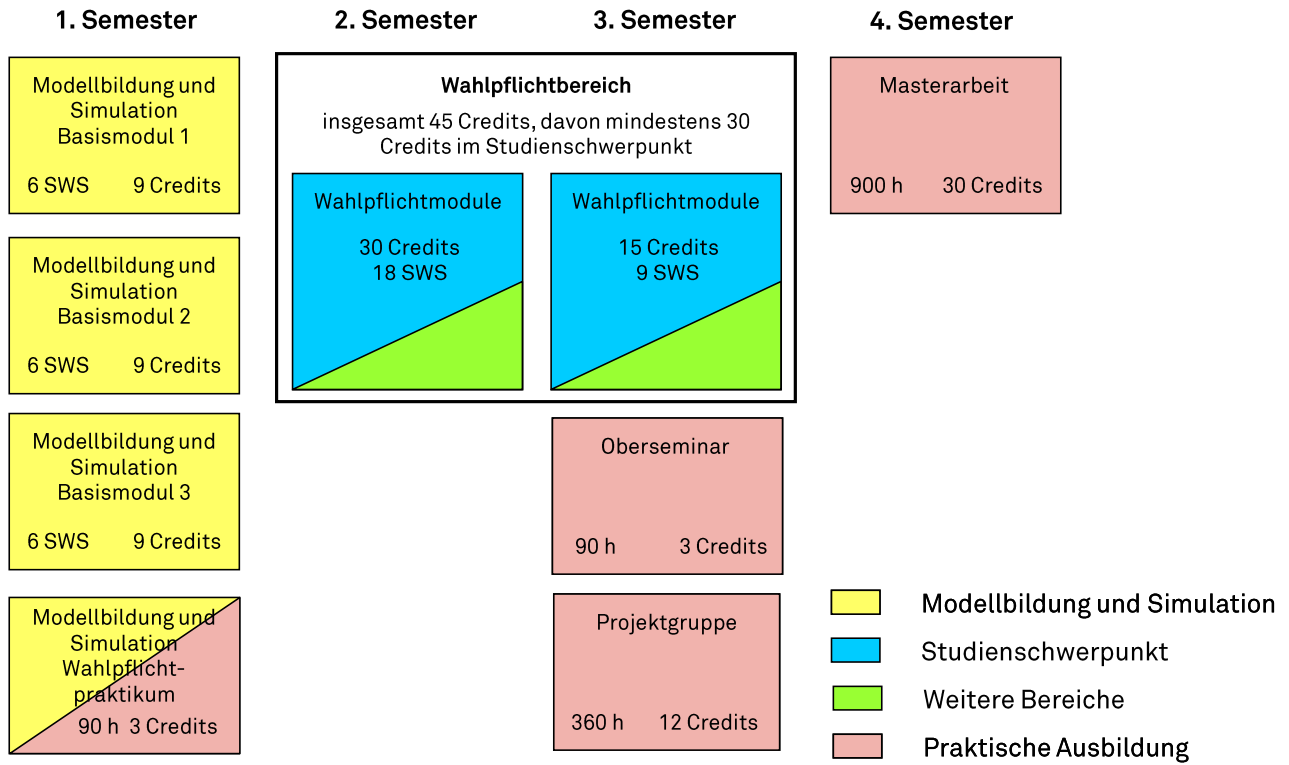 1. Semester
2. Semester
3. Semester
4. Semester
Modellbildung und
Simulation
Basismodul 1
6 SWS 9 Credits
Modellbildung und
Simulation
Basismodul 2
6 SWS 9 Credits
Modellbildung und
Simulation
Basismodul 3
6 SWS 9 Credits
Modellbildung und
Simulation
Wahlpflicht-
praktikum
90 h 3 Credits
Wahlpflichtbereich
insgesamt 45 Credits, davon mindestens 30
Credits im Studienschwerpunkt
Wahlpflichtmodule
30 Credits
18 SWS
Wahlpflichtmodule
15 Credits
9 SWS
Oberseminar
90 h 3 Credits
Projektgruppe
360 h 12 Credits
Masterarbeit
900 h 30 Credits
Modellbildung und Simulation
Studienschwerpunkt
Weitere Bereiche
Praktische Ausbildung